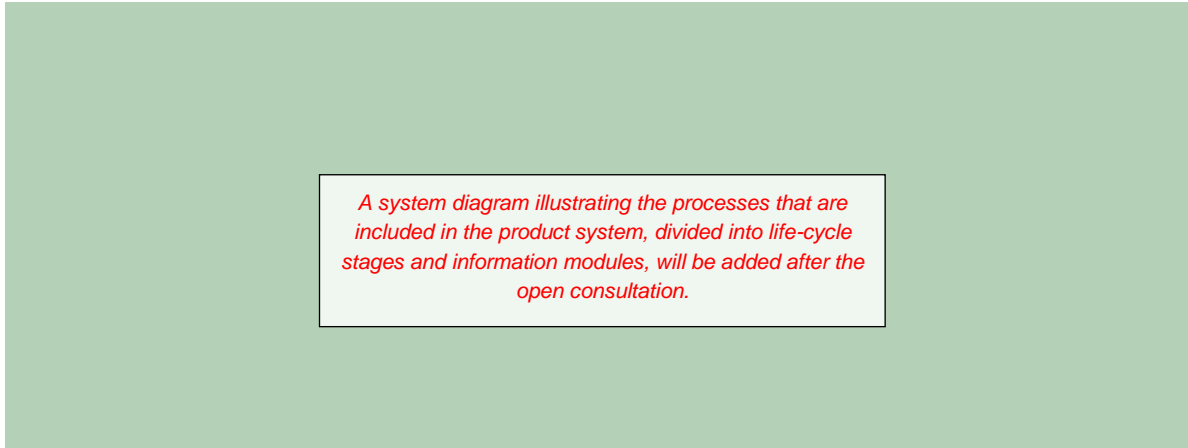 A system diagram illustrating the processes that are
included in the product system, divided into life-cycle
stages and information modules, will be added after the
open consultation.